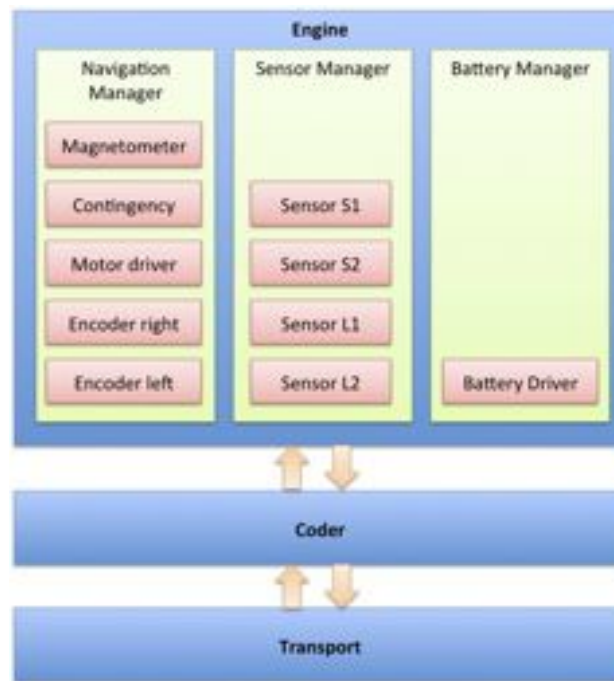 Engine
Navigation
Manager
Magnetometer
Contingency
Motor driver
Encoder right
Encoder left
Sensor Manager
Sensor S1
Sensor S2
Sensor L1
Sensor L2
Battery Manager
Battery Driver
Coder
Transport